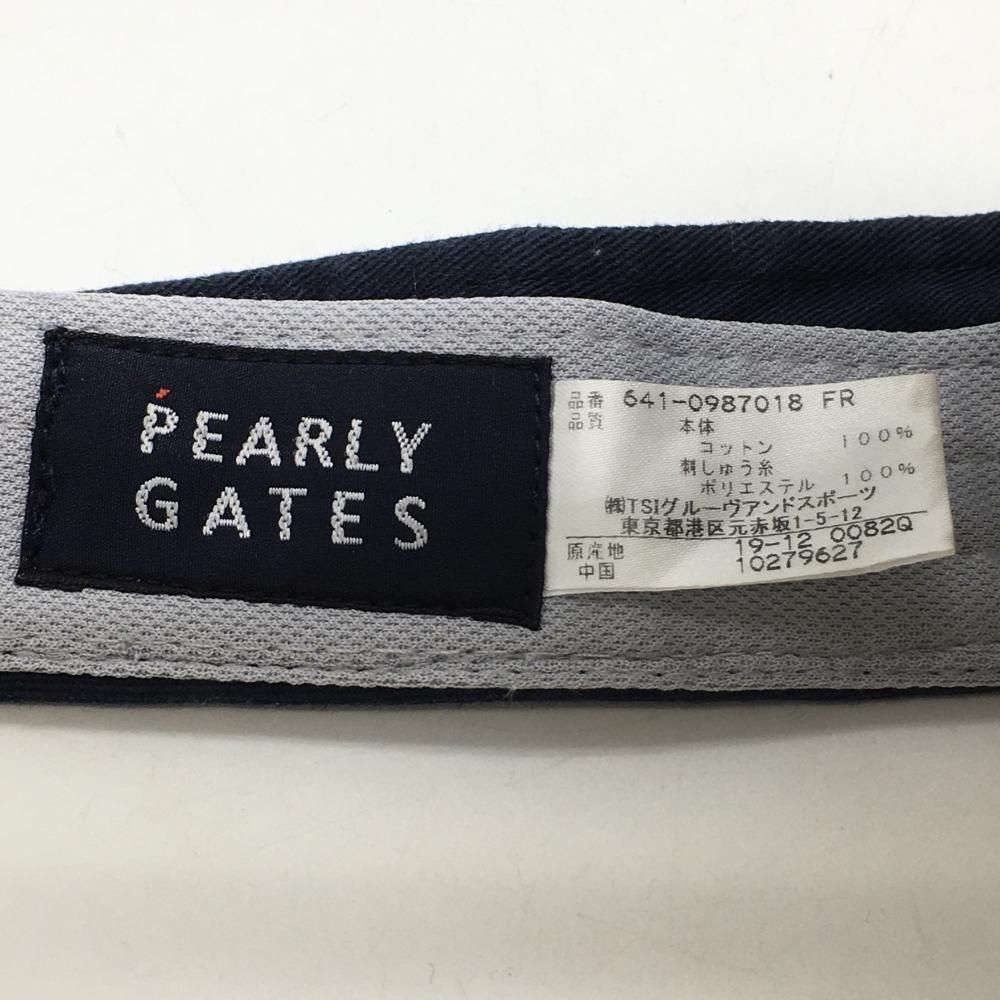 PEARLY
GATES
品番 641-0987018 FR
品質 本体
コットン 100%
刺しゅう糸
ポリエステル 100%
㈱TSIグルーヴアンドスポーツ
東京都港区元赤坂1-5-12
19-12 0082Q
原産地 10279627
中国